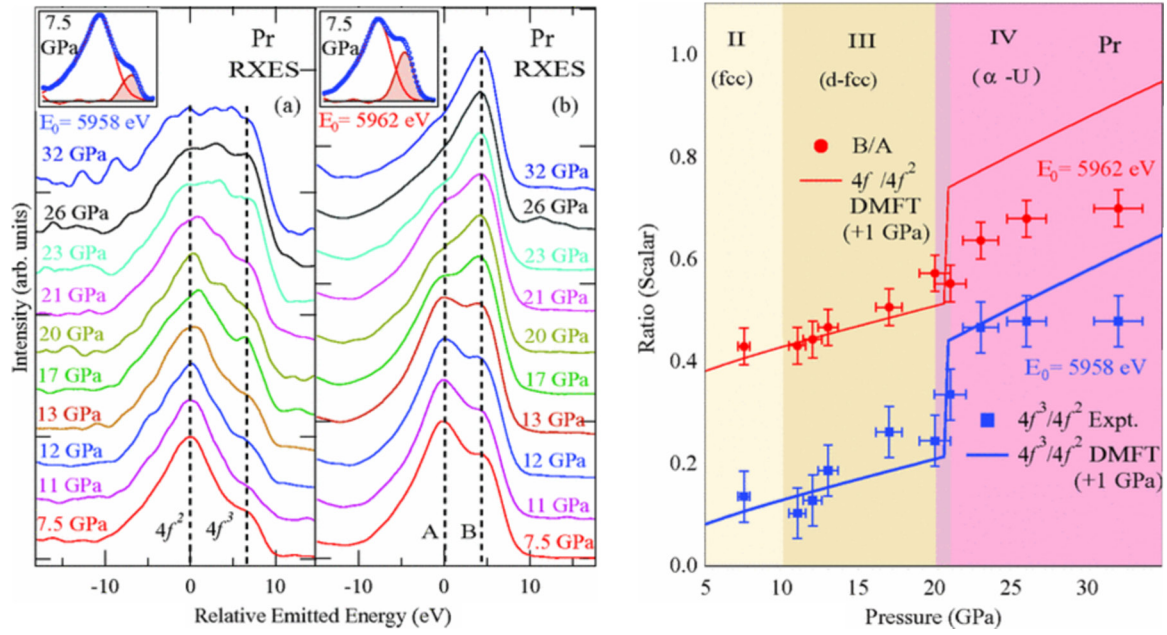 7.5
GPa
Pr
RXES
(a)
E₀= 5958 eV
32 GPa
26 GPa
23 GPa
21 GPa
20 GPa
17 GPa
13 GPa
12 GPa
11 GPa
7.5 GPa
4f² 4f³
Intensity (arb. units)
-10 0 10
7.5
GPa
Pr
RXES
(b)
E₀= 5962 eV
32 GPa
26 GPa
23 GPa
21 GPa
20 GPa
17 GPa
13 GPa
12 GPa
11 GPa
7.5 GPa
A B
-10 0 10
Relative Emitted Energy (eV)
II
(fcc)
III
(d-fcc)
IV
(α -U)
Pr
B/A
4f /4f²
DMFT
(+1 GPa)
E₀= 5962 eV
E₀= 5958 eV
4f³/4f² Expt.
4f³/4f² DMFT
(+1 GPa)
Ratio (Scalar)
1.0
0.8
0.6
0.4
0.2
0.0
5 10 15 20 25 30
Pressure (GPa)